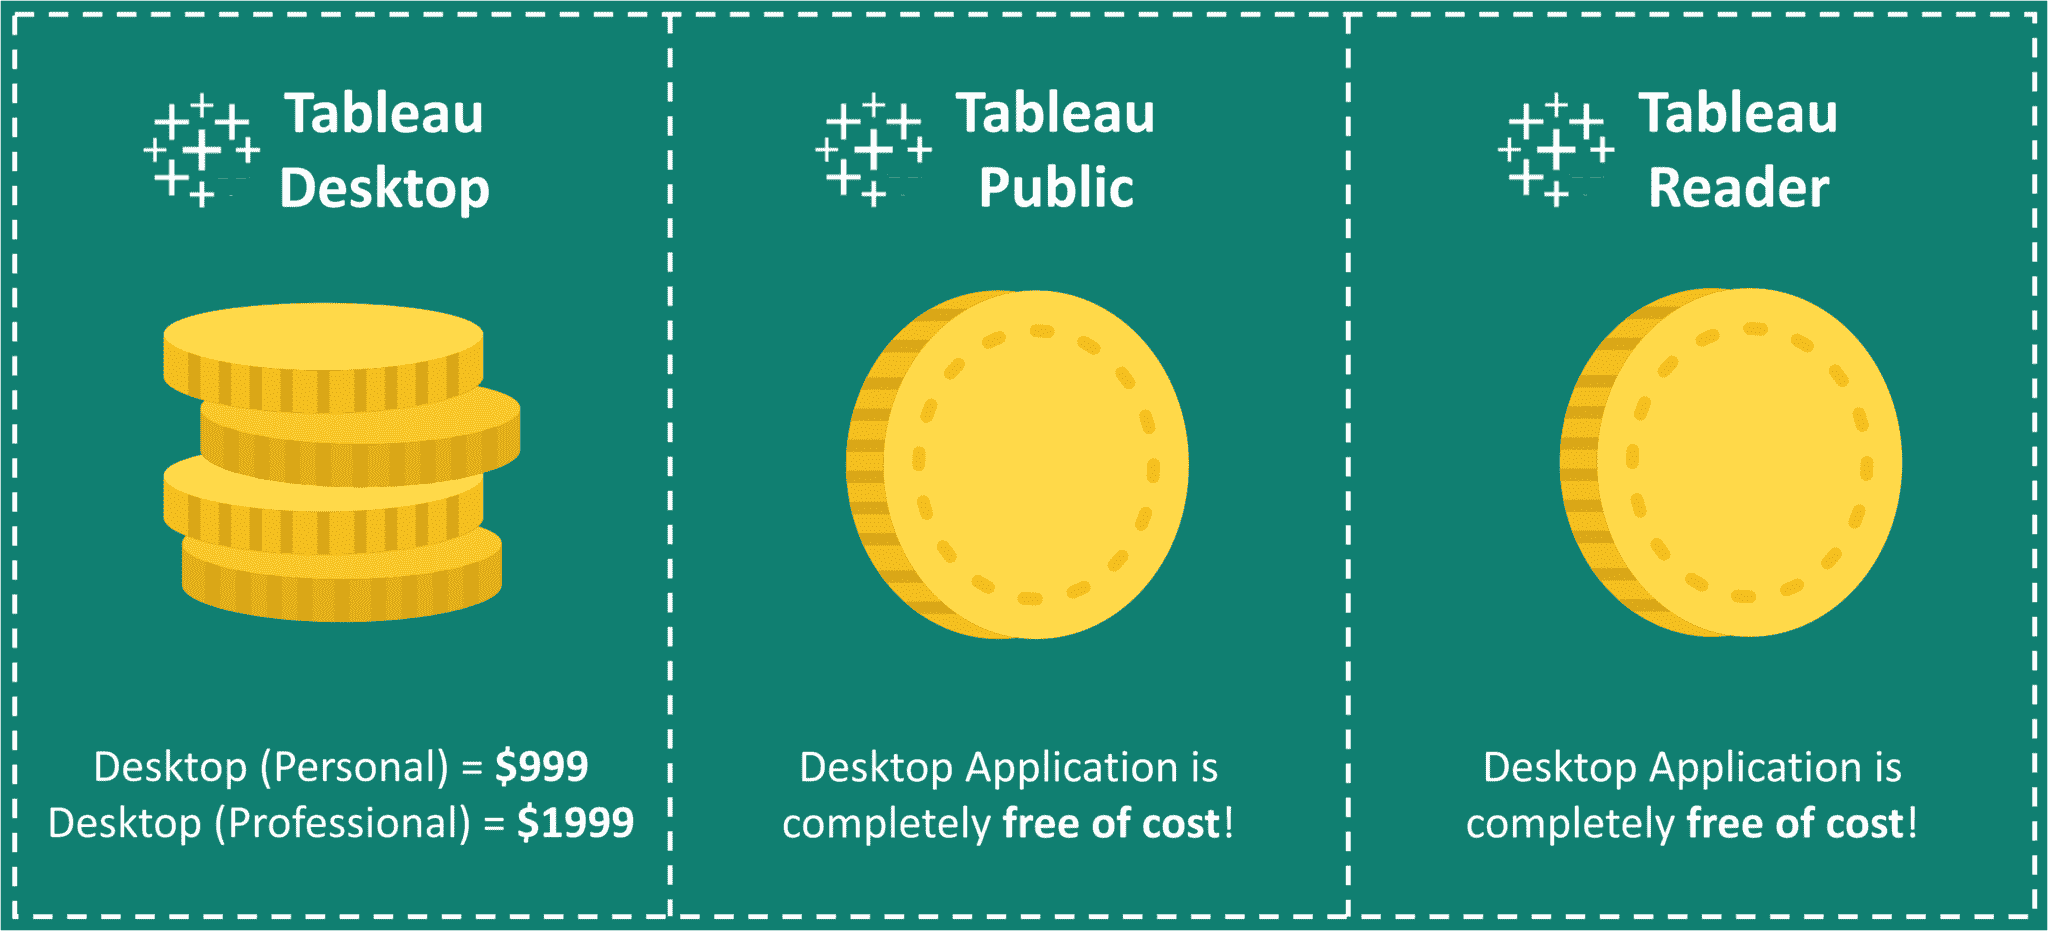 Tableau
Desktop
Desktop (Personal) = $999
Desktop (Professional) = $1999
Tableau
Public
Desktop Application is
completely free of cost!
Tableau
Reader
Desktop Application is
completely free of cost!